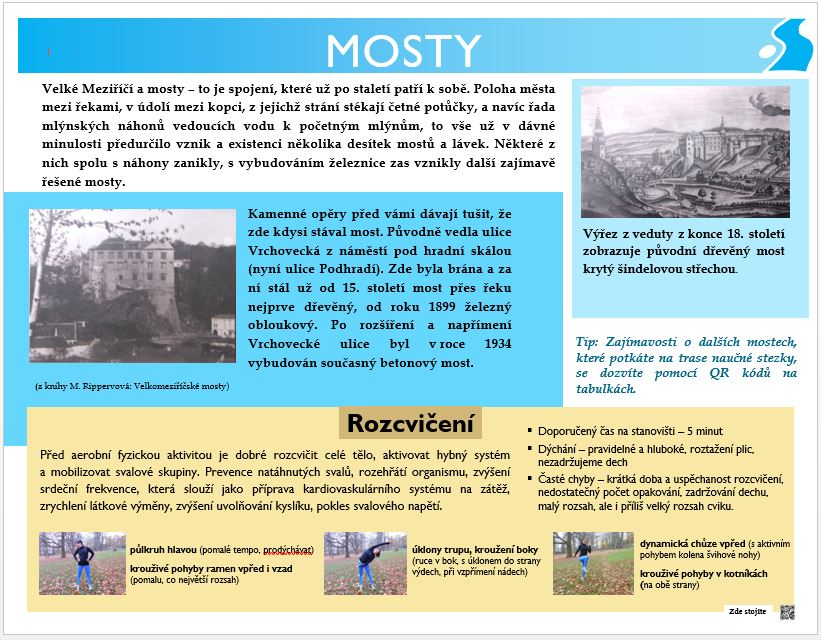 MOSTY
Velké Meziříčí a mosty – to je spojení, které už po staletí patří k sobě. Poloha města
mezi řekami, v údolí mezi kopci, z jejichž strání stékají četné potůčky, a navíc řada
mlýnských náhonů vedoucích vodu k početným mlýnům, to vše už v dávné
minulosti předurčilo vznik a existenci několika desítek mostů a lávek. Některé z
nich spolu s náhony zanikly, s vybudováním železnice zas vznikly další zajímavě
řešené mosty.
Výřez z veduty z konce 18. století
zobrazuje původní dřevěný most
krytý šindelovou střechou.
Kamenné opěry před vámi dávají tušit, že
zde kdysi stával most. Původně vedla ulice
Vrchovecká z náměstí pod hradní skálou
(nyní ulice Podhradí). Zde byla brána a za
ní stál už od 15. století most přes řeku
nejprve dřevěný, od roku 1899 železný
obloukový. Po rozšíření a napřímení
Vrchovecké ulice byl v roce 1934
vybudován současný betonový most.
(z knihy M. Rippervová: Velkomeziříčské mosty)
Tip: Zajímavosti o dalších mostech,
které potkáte na trase naučné stezky,
se dozvíte pomocí QR kódů na
tabulkách.
Rozcvičení
Před aerobní fyzickou aktivitou je dobré rozcvičit celé tělo, aktivovat hybný systém
a mobilizovat svalové skupiny. Prevence natáhnutých svalů, rozehřátí organismu, zvýšení
srdeční frekvence, která slouží jako příprava kardiovaskulárního systému na zátěž,
zrychlení látkové výměny, zvýšení uvolňování kyslíku, pokles svalového napětí.
▪ Doporučený čas na stanovišti – 5 minut
▪ Dýchání – pravidelné a hluboké, roztažení plic,
nezadržujeme dech
▪ Časté chyby – krátká doba a uspěchanost rozcvičení,
nedostatečný počet opakování, zadržování dechu,
malý rozsah, ale i příliš velký rozsah cviku.
půlkruh hlavou (pomalé tempo, prodýchávat)
krouživé pohyby ramen vpřed i vzad
(pomalu, co největší rozsah)
úklony trupu, kroužení boky
(ruce v bok, s úklonem do strany
výdech, při vzpřímení nádech)
dynamická chůze vpřed (s aktivním
pohybem kolena švihové nohy)
krouživé pohyby v kotníkách
(na obě strany)
Zde stojíte